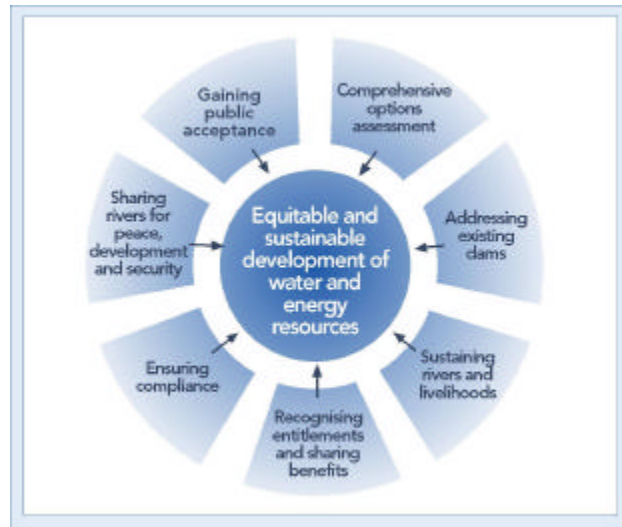 Gaining
public
acceptance
Comprehensive
options
assessment
Addressing
existing
dams
Sustaining
rivers and
livelihoods
Recognising
entitlements
and sharing
benefits
Ensuring
compliance
Sharing
rivers for
peace,
development
and security
Equitable and
sustainable
development of
water and
energy
resources